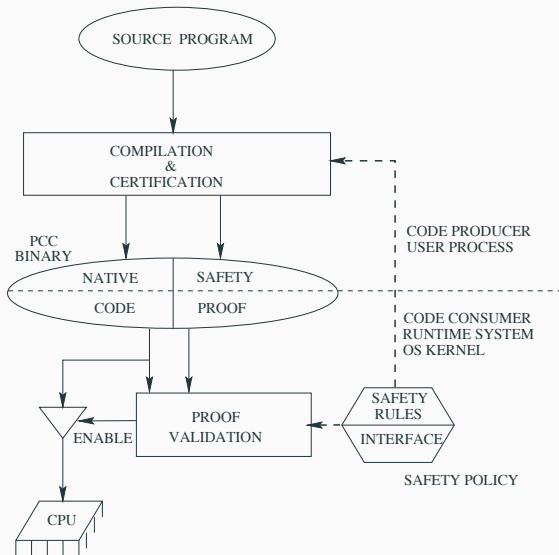 SOURCE PROGRAM
COMPILATION
&
CERTIFICATION
PCC
BINARY
NATIVE
SAFETY
CODE
PROOF
CODE PRODUCER
USER PROCESS
CODE CONSUMER
RUNTIME SYSTEM
OS KERNEL
ENABLE
PROOF
VALIDATION
SAFETY
RULES
INTERFACE
SAFETY POLICY
CPU